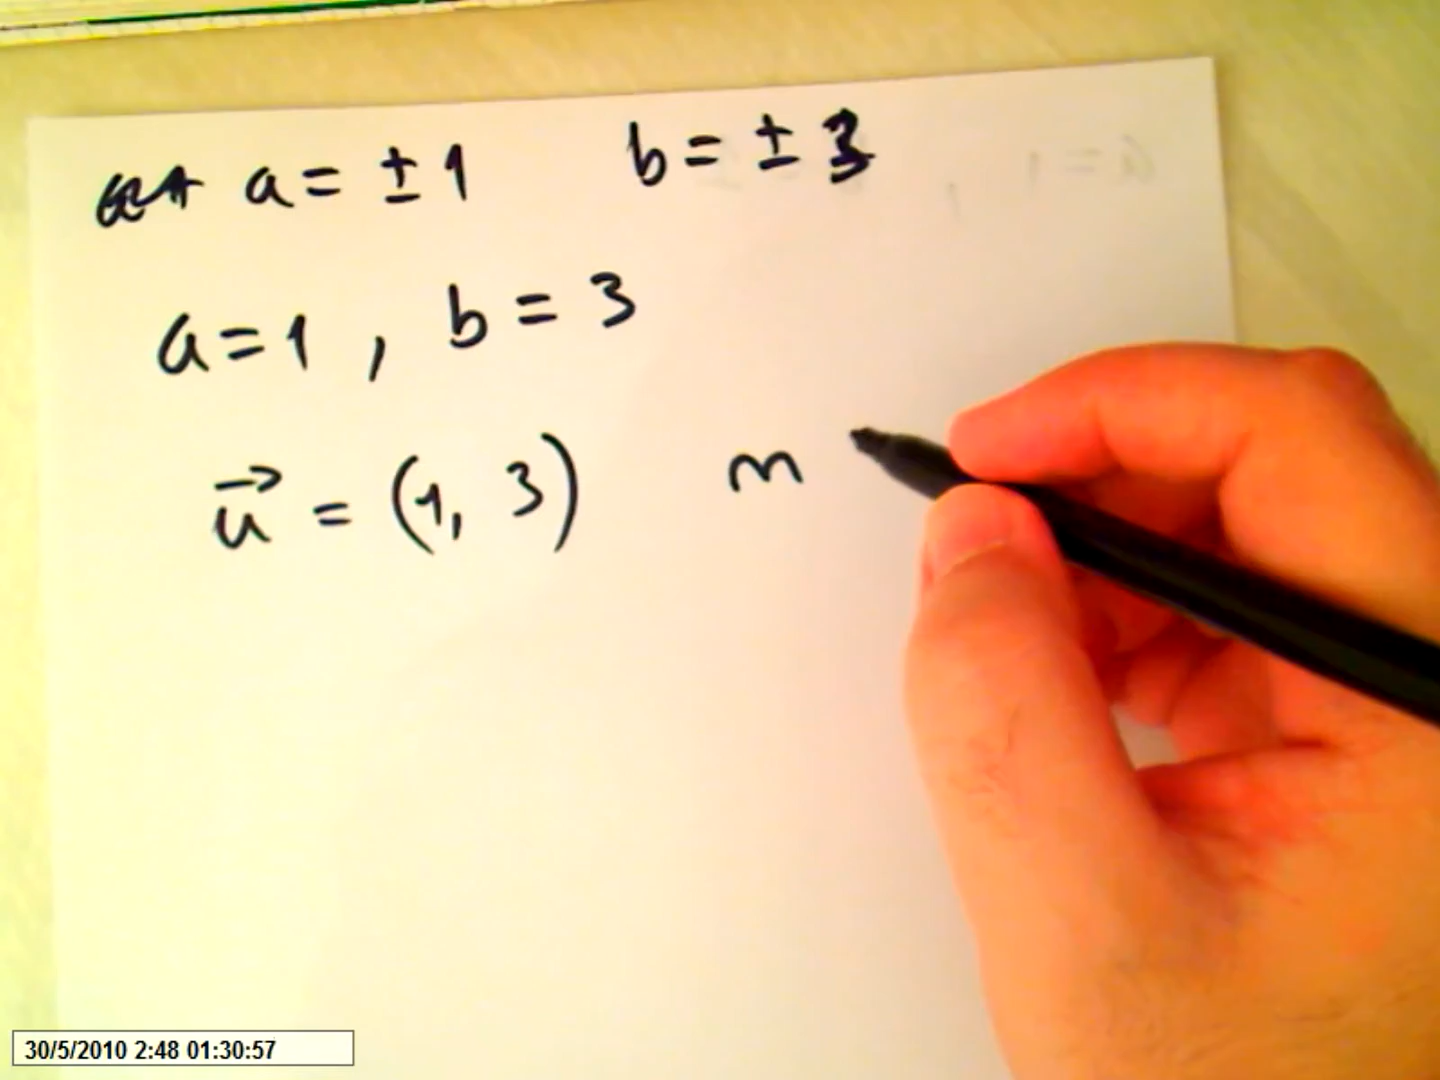 a = ± 1 b = ± 3
a = 1 , b = 3
u⃗ = (1, 3) m
30/5/2010 2:48 01:30:57